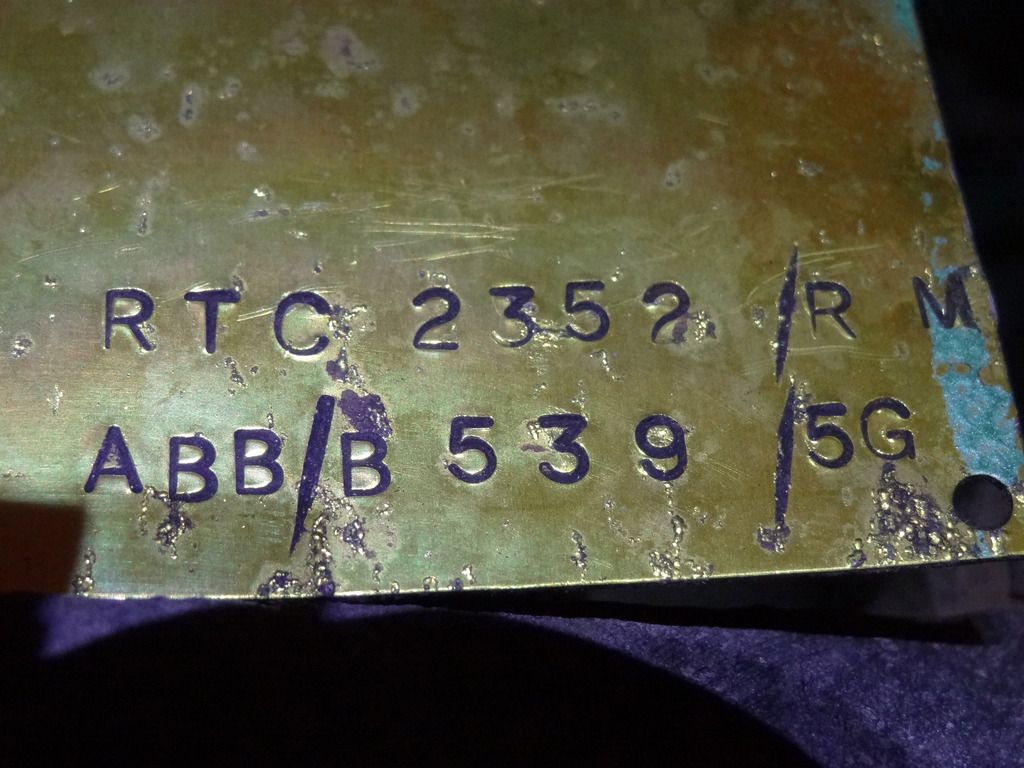 RTC 2352 /R M
ABB/B 539 /5G